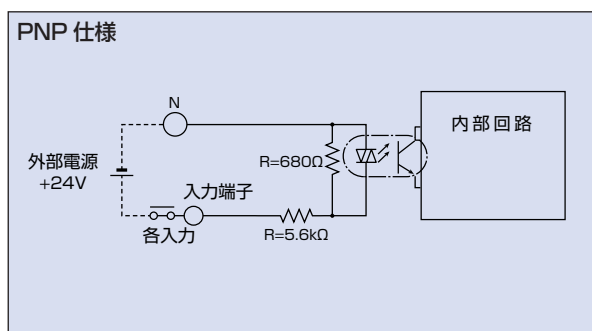 PNP 仕様
N
内部回路
外部電源
+24V
R=680Ω
入力端子
各入力
R=5.6kΩ